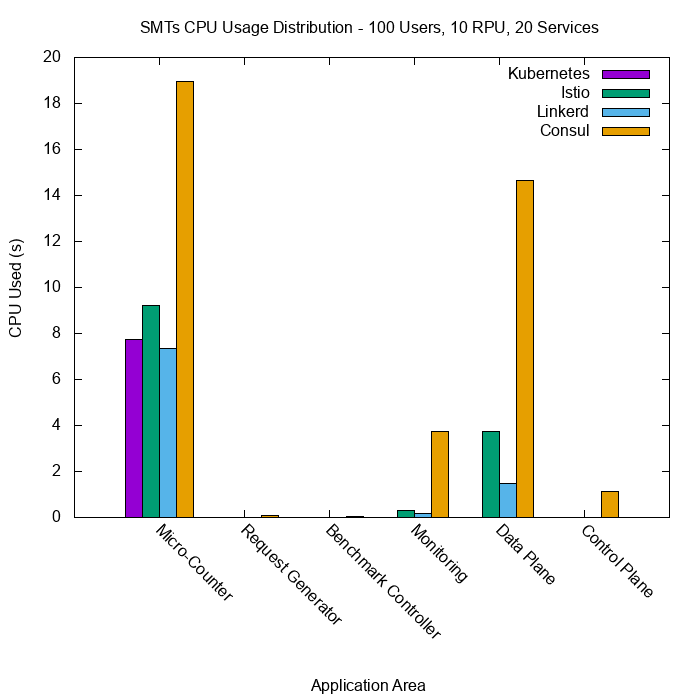 SMTs CPU Usage Distribution - 100 Users, 10 RPU, 20 Services
Kubernetes
Istio
Linkerd
Consul
CPU Used (s)
20
18
16
14
12
10
8
6
4
2
0
Micro-Counter
Request Generator
Benchmark Controller
Monitoring
Data Plane
Control Plane
Application Area